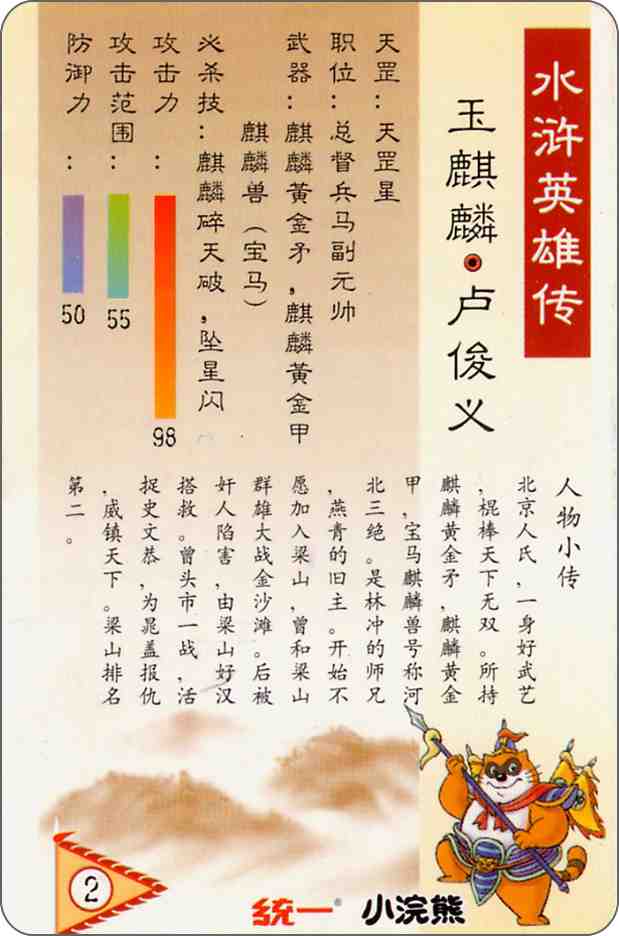 水浒英雄传
玉麒麟·卢俊义
天罡：天罡星
职位：总督兵马副元帅
武器：麒麟黄金矛，麒麟黄金甲
麒麟兽（宝马）
必杀技：麒麟碎天破，坠星闪
攻击力：
98
攻击范围：
55
防御力：
50
人物小传
北京人氏，一身好武艺
，棍棒天下无双。所持
麒麟黄金矛，麒麟黄金
甲，宝马麒麟兽号称河
北三绝。是林冲的师兄
，燕青的旧主。开始不
愿加入梁山，曾和梁山
群雄大战金沙滩。后被
奸人陷害，由梁山好汉
搭救。曾头市一战，活
捉史文恭，为晁盖报仇
，威镇天下。梁山排名
第二。
2
统一®
小浣熊